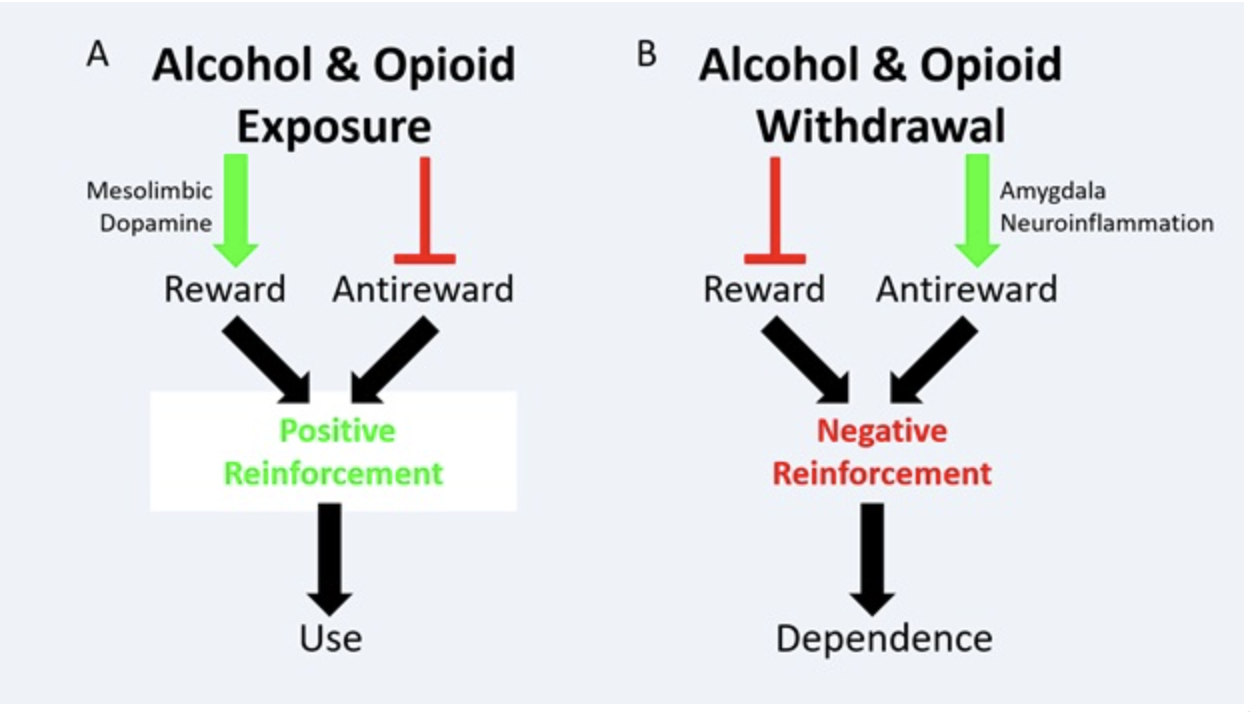 A
Alcohol & Opioid
Exposure
Mesolimbic
Dopamine
Reward
Antireward
Positive
Reinforcement
Use
B
Alcohol & Opioid
Withdrawal
Amygdala
Neuroinflammation
Reward
Antireward
Negative
Reinforcement
Dependence